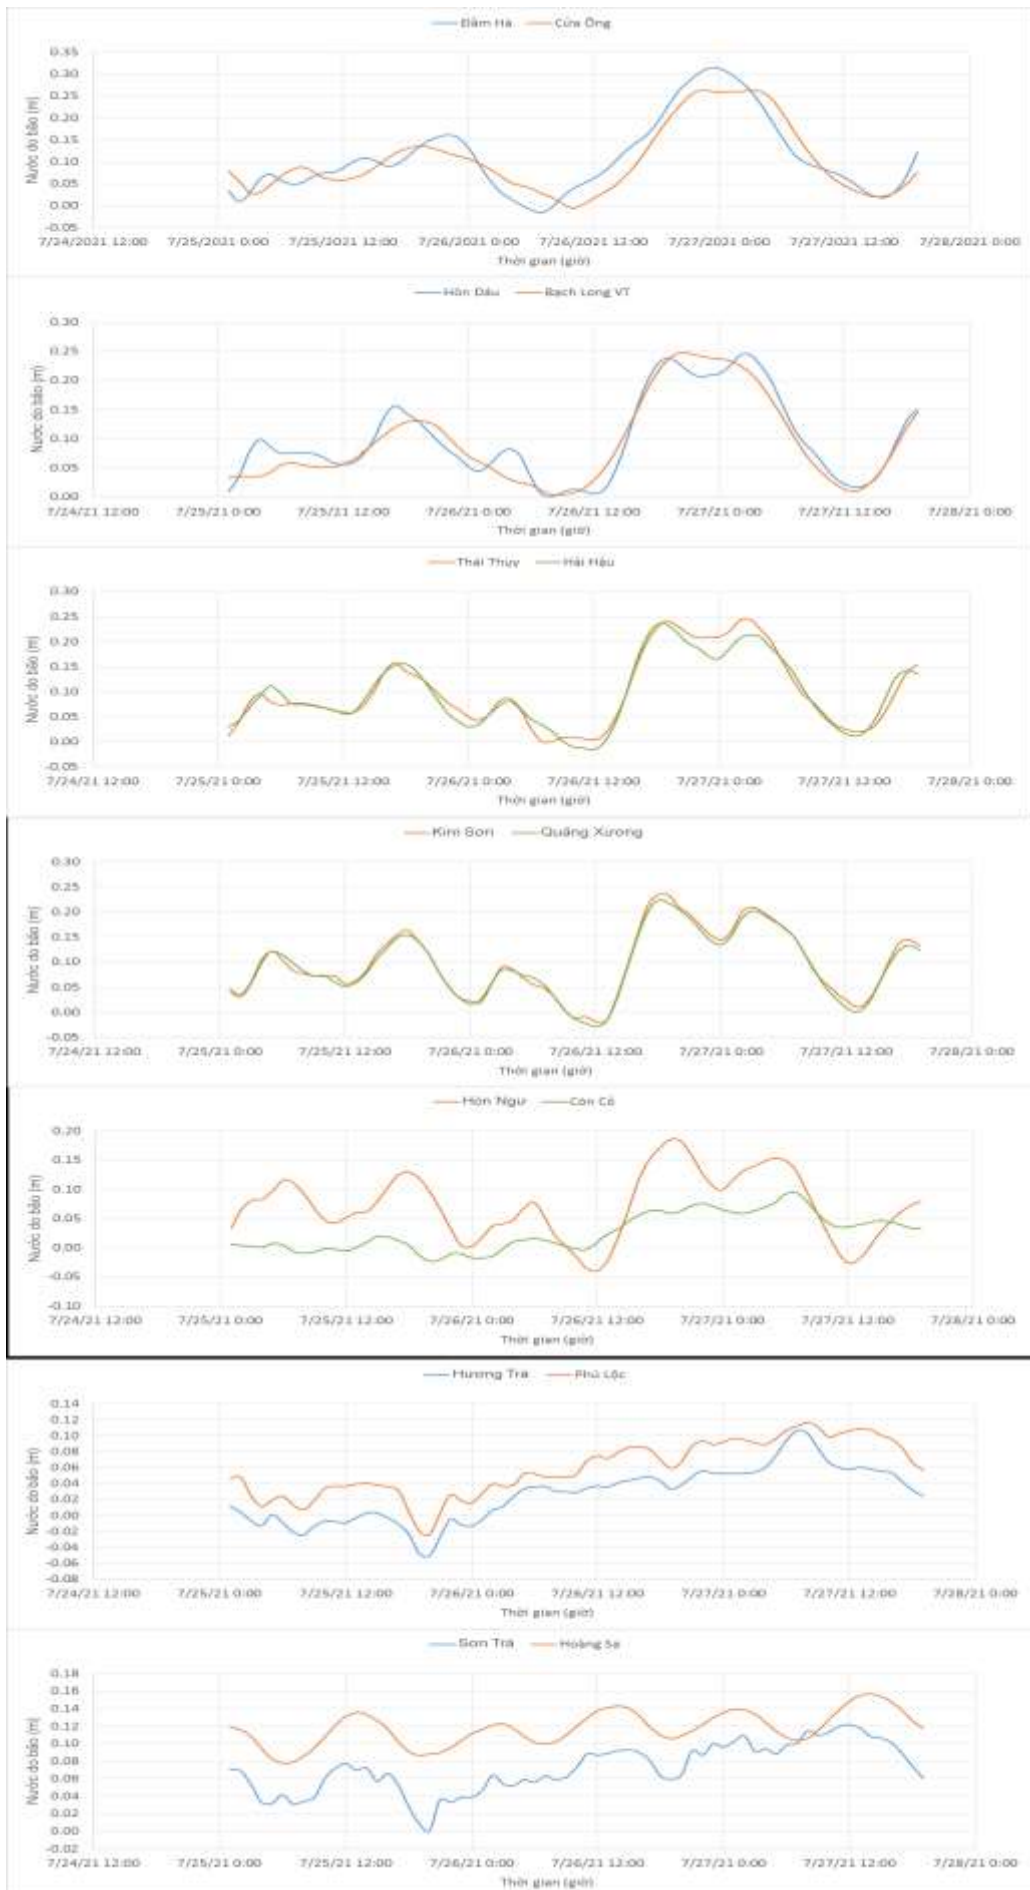 Đầm Hà Cửa Ông
0.35
0.30
0.25
0.20
0.15
0.10
0.05
0.00
-0.05
Nước do bão (m)
7/24/2021 12:00 7/25/2021 0:00 7/25/2021 12:00 7/26/2021 0:00 7/26/2021 12:00 7/27/2021 0:00 7/27/2021 12:00 7/28/2021 0:00
Thời gian (giờ)
Hòn Dáu Bạch Long VT
0.30
0.25
0.20
0.15
0.10
0.05
0.00
Nước do bão (m)
7/24/21 12:00 7/25/21 0:00 7/25/21 12:00 7/26/21 0:00 7/26/21 12:00 7/27/21 0:00 7/27/21 12:00 7/28/21 0:00
Thời gian (giờ)
Thái Thụy Hải Hậu
0.30
0.25
0.20
0.15
0.10
0.05
0.00
-0.05
Nước do bão (m)
7/24/21 12:00 7/25/21 0:00 7/25/21 12:00 7/26/21 0:00 7/26/21 12:00 7/27/21 0:00 7/27/21 12:00 7/28/21 0:00
Thời gian (giờ)
Kim Sơn Quảng Xương
0.30
0.25
0.20
0.15
0.10
0.05
0.00
-0.05
Nước do bão (m)
7/24/21 12:00 7/25/21 0:00 7/25/21 12:00 7/26/21 0:00 7/26/21 12:00 7/27/21 0:00 7/27/21 12:00 7/28/21 0:00
Thời gian (giờ)
Hòn Ngư Cồn Cỏ
0.20
0.15
0.10
0.05
0.00
-0.05
-0.10
Nước do bão (m)
7/24/21 12:00 7/25/21 0:00 7/25/21 12:00 7/26/21 0:00 7/26/21 12:00 7/27/21 0:00 7/27/21 12:00 7/28/21 0:00
Thời gian (giờ)
Hương Trà Phú Lộc
0.14
0.12
0.10
0.08
0.06
0.04
0.02
0.00
-0.02
-0.04
-0.06
-0.08
Nước do bão (m)
7/24/21 12:00 7/25/21 0:00 7/25/21 12:00 7/26/21 0:00 7/26/21 12:00 7/27/21 0:00 7/27/21 12:00 7/28/21 0:00
Thời gian (giờ)
Sơn Trà Hoàng Sa
0.18
0.16
0.14
0.12
0.10
0.08
0.06
0.04
0.02
0.00
-0.02
Nước do bão (m)
7/24/21 12:00 7/25/21 0:00 7/25/21 12:00 7/26/21 0:00 7/26/21 12:00 7/27/21 0:00 7/27/21 12:00 7/28/21 0:00
Thời gian (giờ)